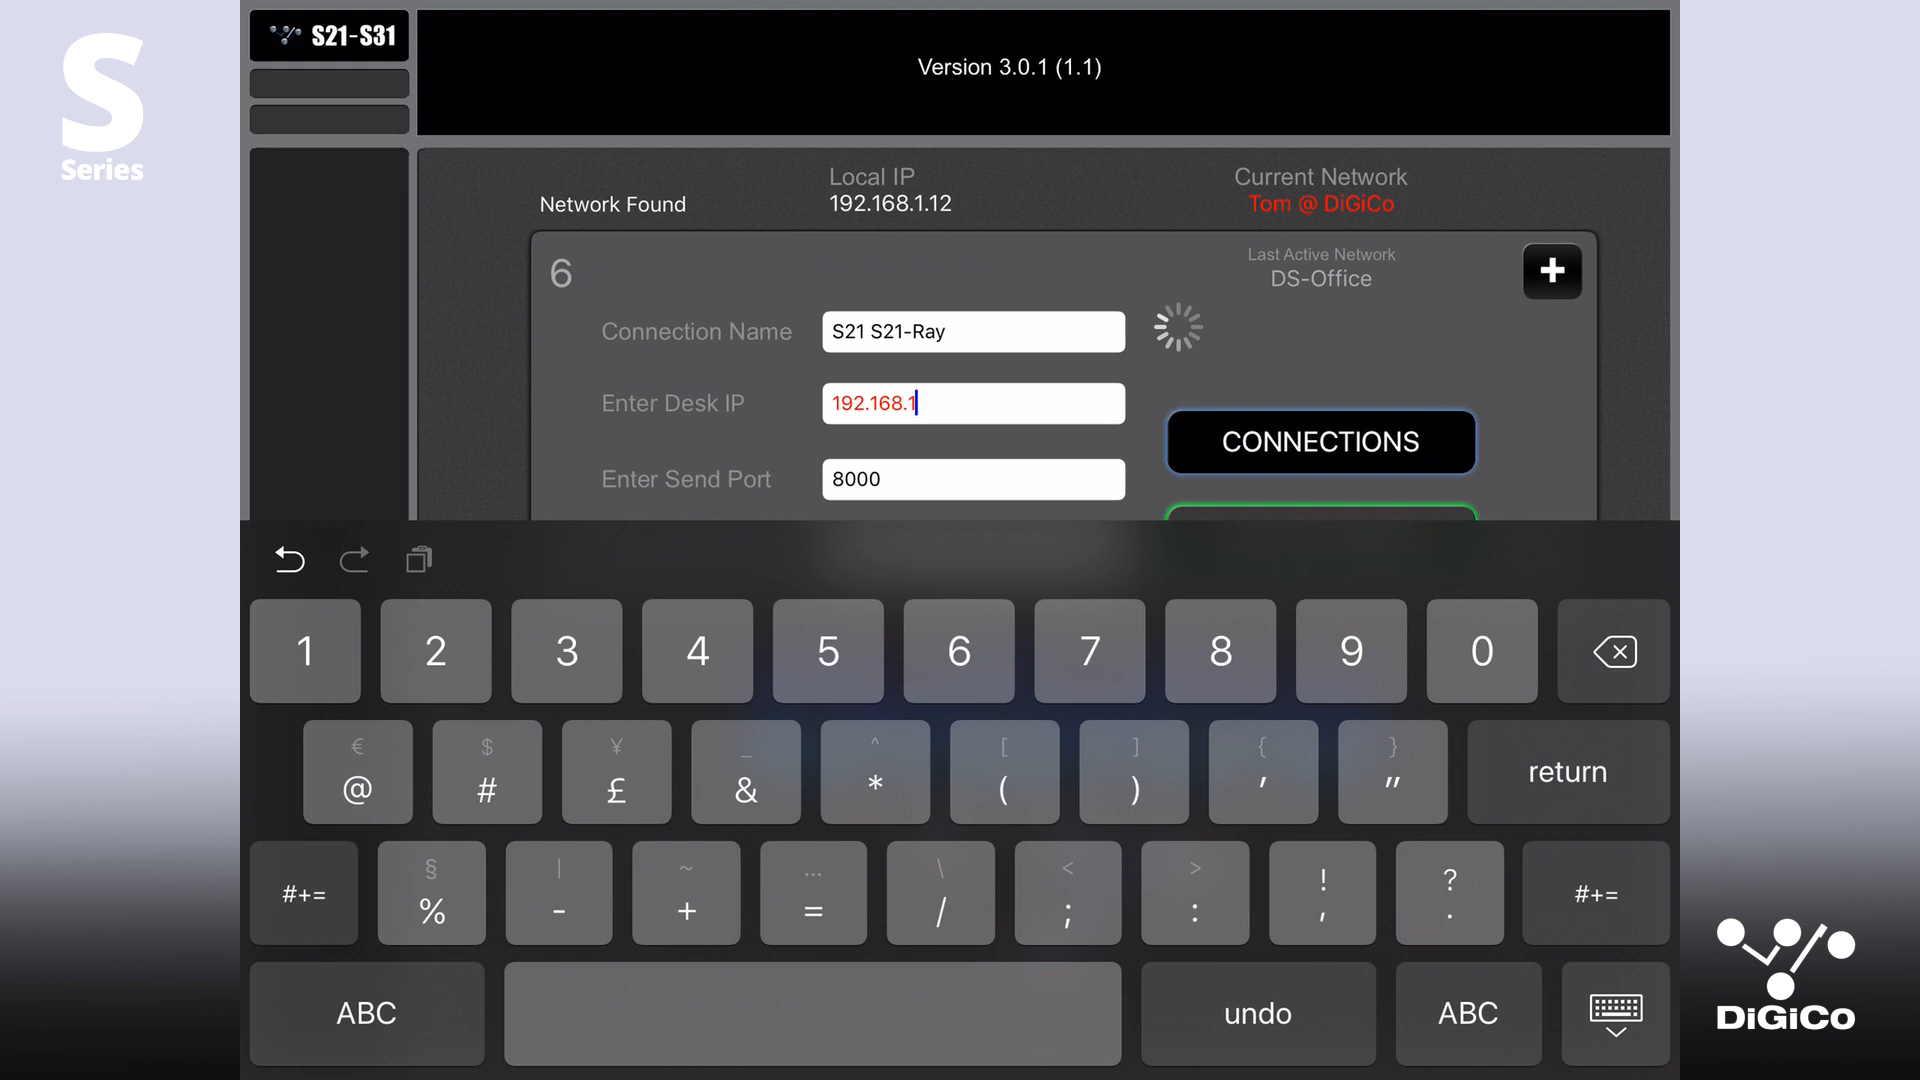 S
Series
S21-S31
Version 3.0.1 (1.1)
Network Found
Local IP
192.168.1.12
Current Network
Tom @ DiGiCo
6
Last Active Network
DS-Office
+
Connection Name
S21 S21-Ray
Enter Desk IP
192.168.1
CONNECTIONS
Enter Send Port
8000
1 2 3 4 5 6 7 8 9 0
€ $ ¥ _ ^ [ ] { }
@ # £ & * ( ) ' " return
§ | ~ … \ < > ! ?
#+= % - + = / ; : , . #+=
ABC undo ABC
DiGiCo